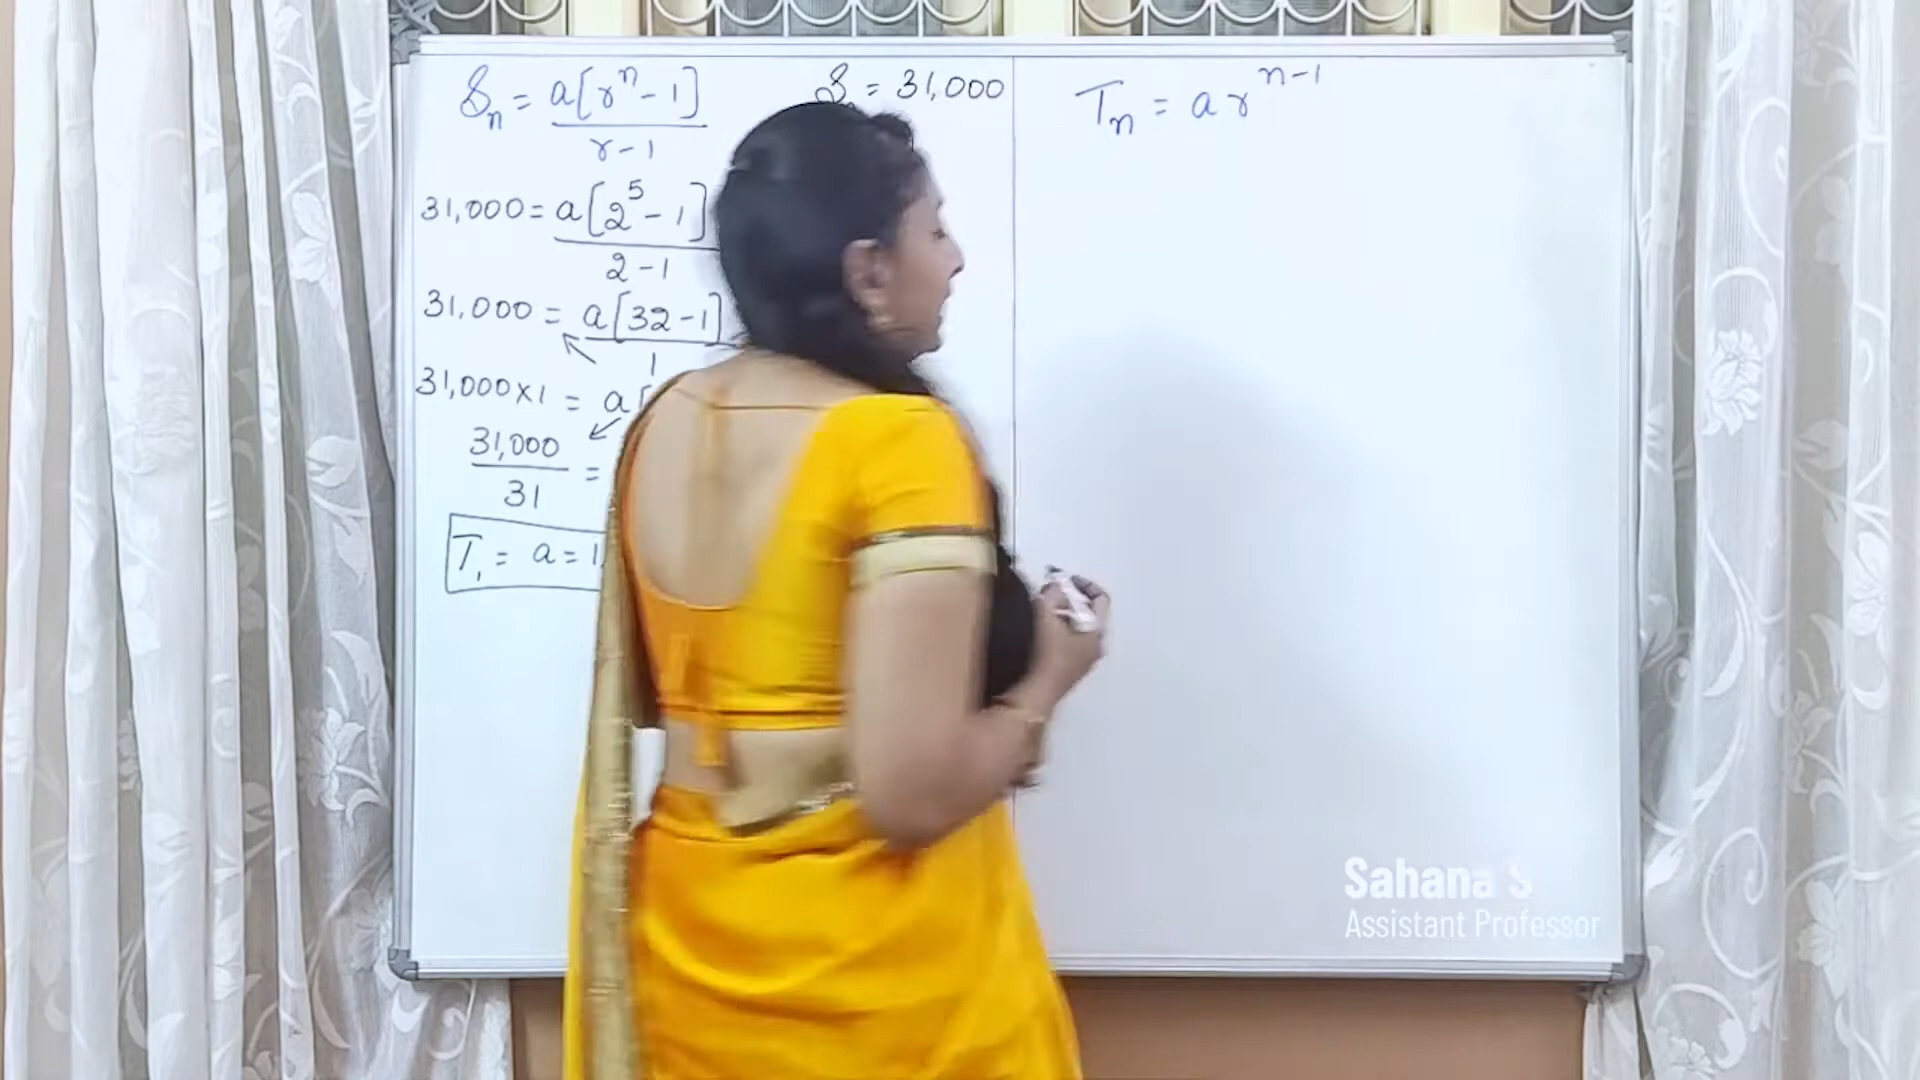 Sn = a[r^n - 1] / r - 1
S = 31,000
31,000 = a[2^5 - 1] / 2 - 1
31,000 = a[32 - 1] / 1
31,000 x 1 = a[
31,000 / 31 =
T1 = a = 1
Tn = a r^n-1
Sahana S
Assistant Professor